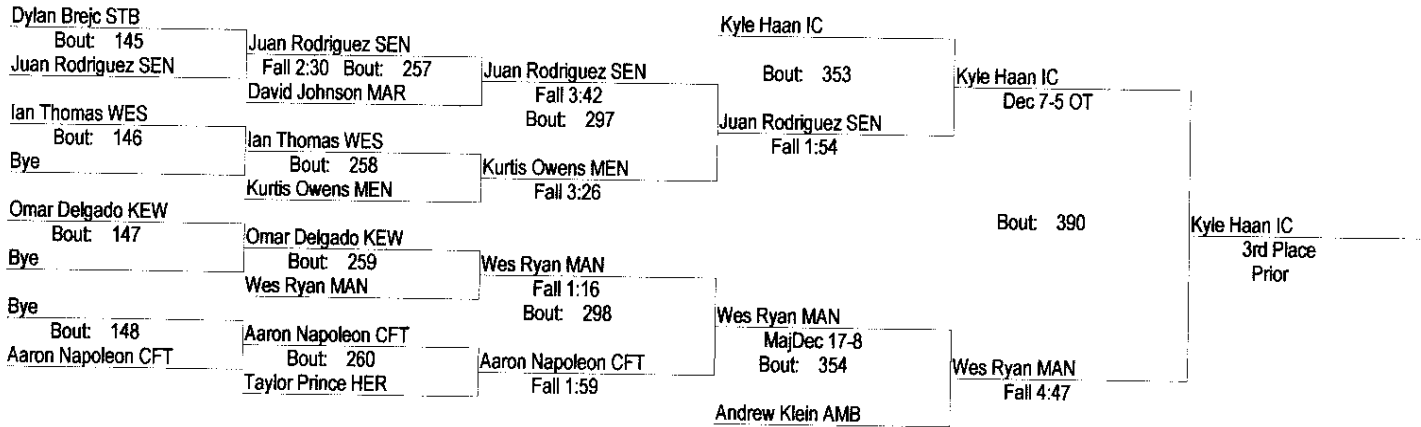 Dylan Brejc STB
Bout: 145
Juan Rodriguez SEN
Ian Thomas WES
Bout: 146
Bye
Omar Delgado KEW
Bout: 147
Bye
Bye
Bout: 148
Aaron Napoleon CFT
Juan Rodriguez SEN
Fall 2:30 Bout: 257
David Johnson MAR
Ian Thomas WES
Bout: 258
Kurtis Owens MEN
Omar Delgado KEW
Bout: 259
Wes Ryan MAN
Aaron Napoleon CFT
Bout: 260
Taylor Prince HER
Juan Rodriguez SEN
Fall 3:42
Bout: 297
Kurtis Owens MEN
Fall 3:26
Wes Ryan MAN
Fall 1:16
Bout: 298
Aaron Napoleon CFT
Fall 1:59
Kyle Haan IC
Bout: 353
Juan Rodriguez SEN
Fall 1:54
Wes Ryan MAN
MajDec 17-8
Bout: 354
Andrew Klein AMB
Kyle Haan IC
Dec 7-5 OT
Bout: 390
Wes Ryan MAN
Fall 4:47
Kyle Haan IC
3rd Place
Prior